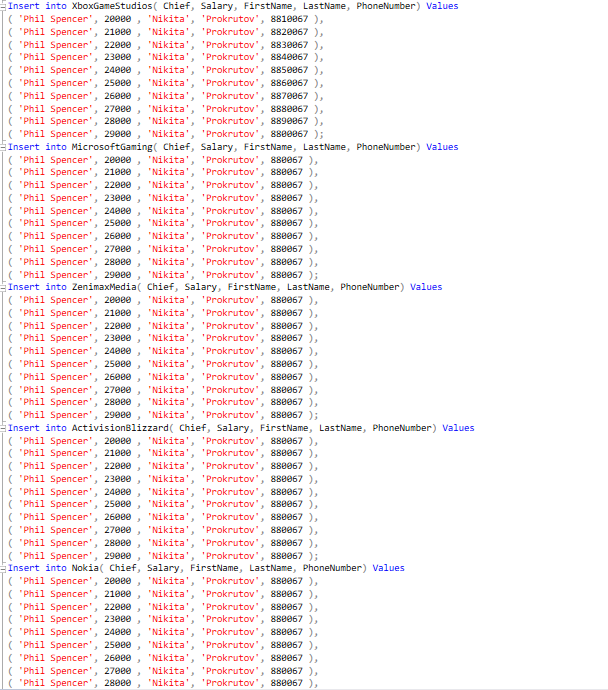 Insert into XboxGameStudios( Chief, Salary, FirstName, LastName, PhoneNumber) Values
( 'Phil Spencer', 20000 , 'Nikita', 'Prokrutov', 8810067 ),
( 'Phil Spencer', 21000 , 'Nikita', 'Prokrutov', 8820067 ),
( 'Phil Spencer', 22000 , 'Nikita', 'Prokrutov', 8830067 ),
( 'Phil Spencer', 23000 , 'Nikita', 'Prokrutov', 8840067 ),
( 'Phil Spencer', 24000 , 'Nikita', 'Prokrutov', 8850067 ),
( 'Phil Spencer', 25000 , 'Nikita', 'Prokrutov', 8860067 ),
( 'Phil Spencer', 26000 , 'Nikita', 'Prokrutov', 8870067 ),
( 'Phil Spencer', 27000 , 'Nikita', 'Prokrutov', 8880067 ),
( 'Phil Spencer', 28000 , 'Nikita', 'Prokrutov', 8890067 ),
( 'Phil Spencer', 29000 , 'Nikita', 'Prokrutov', 8800067 );
Insert into MicrosoftGaming( Chief, Salary, FirstName, LastName, PhoneNumber) Values
( 'Phil Spencer', 20000 , 'Nikita', 'Prokrutov', 880067 ),
( 'Phil Spencer', 21000 , 'Nikita', 'Prokrutov', 880067 ),
( 'Phil Spencer', 22000 , 'Nikita', 'Prokrutov', 880067 ),
( 'Phil Spencer', 23000 , 'Nikita', 'Prokrutov', 880067 ),
( 'Phil Spencer', 24000 , 'Nikita', 'Prokrutov', 880067 ),
( 'Phil Spencer', 25000 , 'Nikita', 'Prokrutov', 880067 ),
( 'Phil Spencer', 26000 , 'Nikita', 'Prokrutov', 880067 ),
( 'Phil Spencer', 27000 , 'Nikita', 'Prokrutov', 880067 ),
( 'Phil Spencer', 28000 , 'Nikita', 'Prokrutov', 880067 ),
( 'Phil Spencer', 29000 , 'Nikita', 'Prokrutov', 880067 );
Insert into ZenimaxMedia( Chief, Salary, FirstName, LastName, PhoneNumber) Values
( 'Phil Spencer', 20000 , 'Nikita', 'Prokrutov', 880067 ),
( 'Phil Spencer', 21000 , 'Nikita', 'Prokrutov', 880067 ),
( 'Phil Spencer', 22000 , 'Nikita', 'Prokrutov', 880067 ),
( 'Phil Spencer', 23000 , 'Nikita', 'Prokrutov', 880067 ),
( 'Phil Spencer', 24000 , 'Nikita', 'Prokrutov', 880067 ),
( 'Phil Spencer', 25000 , 'Nikita', 'Prokrutov', 880067 ),
( 'Phil Spencer', 26000 , 'Nikita', 'Prokrutov', 880067 ),
( 'Phil Spencer', 27000 , 'Nikita', 'Prokrutov', 880067 ),
( 'Phil Spencer', 28000 , 'Nikita', 'Prokrutov', 880067 ),
( 'Phil Spencer', 29000 , 'Nikita', 'Prokrutov', 880067 );
Insert into ActivisionBlizzard( Chief, Salary, FirstName, LastName, PhoneNumber) Values
( 'Phil Spencer', 20000 , 'Nikita', 'Prokrutov', 880067 ),
( 'Phil Spencer', 21000 , 'Nikita', 'Prokrutov', 880067 ),
( 'Phil Spencer', 22000 , 'Nikita', 'Prokrutov', 880067 ),
( 'Phil Spencer', 23000 , 'Nikita', 'Prokrutov', 880067 ),
( 'Phil Spencer', 24000 , 'Nikita', 'Prokrutov', 880067 ),
( 'Phil Spencer', 25000 , 'Nikita', 'Prokrutov', 880067 ),
( 'Phil Spencer', 26000 , 'Nikita', 'Prokrutov', 880067 ),
( 'Phil Spencer', 27000 , 'Nikita', 'Prokrutov', 880067 ),
( 'Phil Spencer', 28000 , 'Nikita', 'Prokrutov', 880067 ),
( 'Phil Spencer', 29000 , 'Nikita', 'Prokrutov', 880067 );
Insert into Nokia( Chief, Salary, FirstName, LastName, PhoneNumber) Values
( 'Phil Spencer', 20000 , 'Nikita', 'Prokrutov', 880067 ),
( 'Phil Spencer', 21000 , 'Nikita', 'Prokrutov', 880067 ),
( 'Phil Spencer', 22000 , 'Nikita', 'Prokrutov', 880067 ),
( 'Phil Spencer', 23000 , 'Nikita', 'Prokrutov', 880067 ),
( 'Phil Spencer', 24000 , 'Nikita', 'Prokrutov', 880067 ),
( 'Phil Spencer', 25000 , 'Nikita', 'Prokrutov', 880067 ),
( 'Phil Spencer', 26000 , 'Nikita', 'Prokrutov', 880067 ),
( 'Phil Spencer', 27000 , 'Nikita', 'Prokrutov', 880067 ),
( 'Phil Spencer', 28000 , 'Nikita', 'Prokrutov', 880067 ),